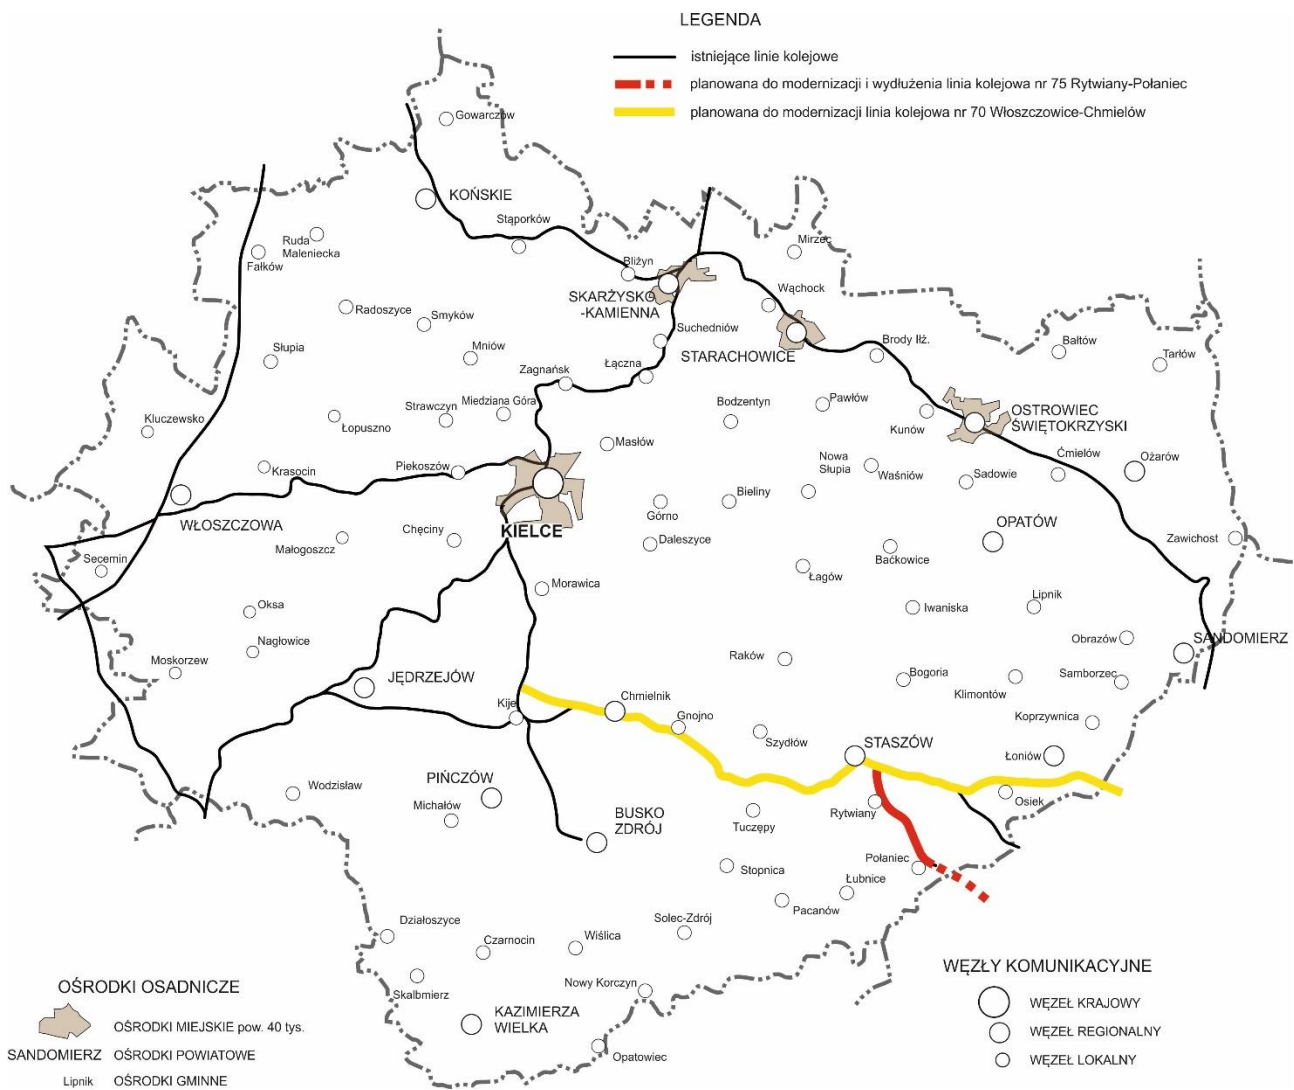 LEGENDA
istniejące linie kolejowe
planowana do modernizacji i wydłużenia linia kolejowa nr 75 Rytwiany-Połaniec
planowana do modernizacji linia kolejowa nr 70 Włoszczowice-Chmielów
Gowarczów
KOŃSKIE
Stąporków
Ruda
Maleniecka
Fałków
Mirzec
Bliżyn
SKARŻYSKO
-KAMIENNA
Wąchock
Radoszyce
Smyków
Suchedniów
STARACHOWICE
Brody Iłż.
Bałtów
Tarłów
Słupia
Mniów
Zagnańsk
Łączna
Kluczewsko
Łopuszno
Strawczyn
Miedziana Góra
Bodzentyn
Pawłów
Kunów
OSTROWIEC
ŚWIĘTOKRZYSKI
Masłów
Krasocin
Piekoszów
Nowa
Słupia
Waśniów
Sadowie
Ćmielów
Ożarów
WŁOSZCZOWA
KIELCE
Górno
Bieliny
OPATÓW
Małogoszcz
Chęciny
Daleszyce
Baćkowice
Zawichost
Secemin
Morawica
Łagów
Oksa
Iwaniska
Lipnik
Nagłowice
Obrazów
SANDOMIERZ
Moskorzew
JĘDRZEJÓW
Raków
Bogoria
Klimontów
Samborzec
Kije
Chmielnik
Gnojno
Szydłów
STASZÓW
Koprzywnica
Łoniów
Wodzisław
PIŃCZÓW
Michałów
BUSKO
ZDRÓJ
Tuczępy
Rytwiany
Osiek
Stopnica
Połaniec
Łubnice
Pacanów
Działoszyce
Czarnocin
Wiślica
Solec-Zdrój
Skalbmierz
Nowy Korczyn
KAZIMIERZA
WIELKA
Opatowiec
OŚRODKI OSADNICZE
OŚRODKI MIEJSKIE pow. 40 tys.
SANDOMIERZ OŚRODKI POWIATOWE
Lipnik OŚRODKI GMINNE
WĘZŁY KOMUNIKACYJNE
WĘZEŁ KRAJOWY
WĘZEŁ REGIONALNY
WĘZEŁ LOKALNY